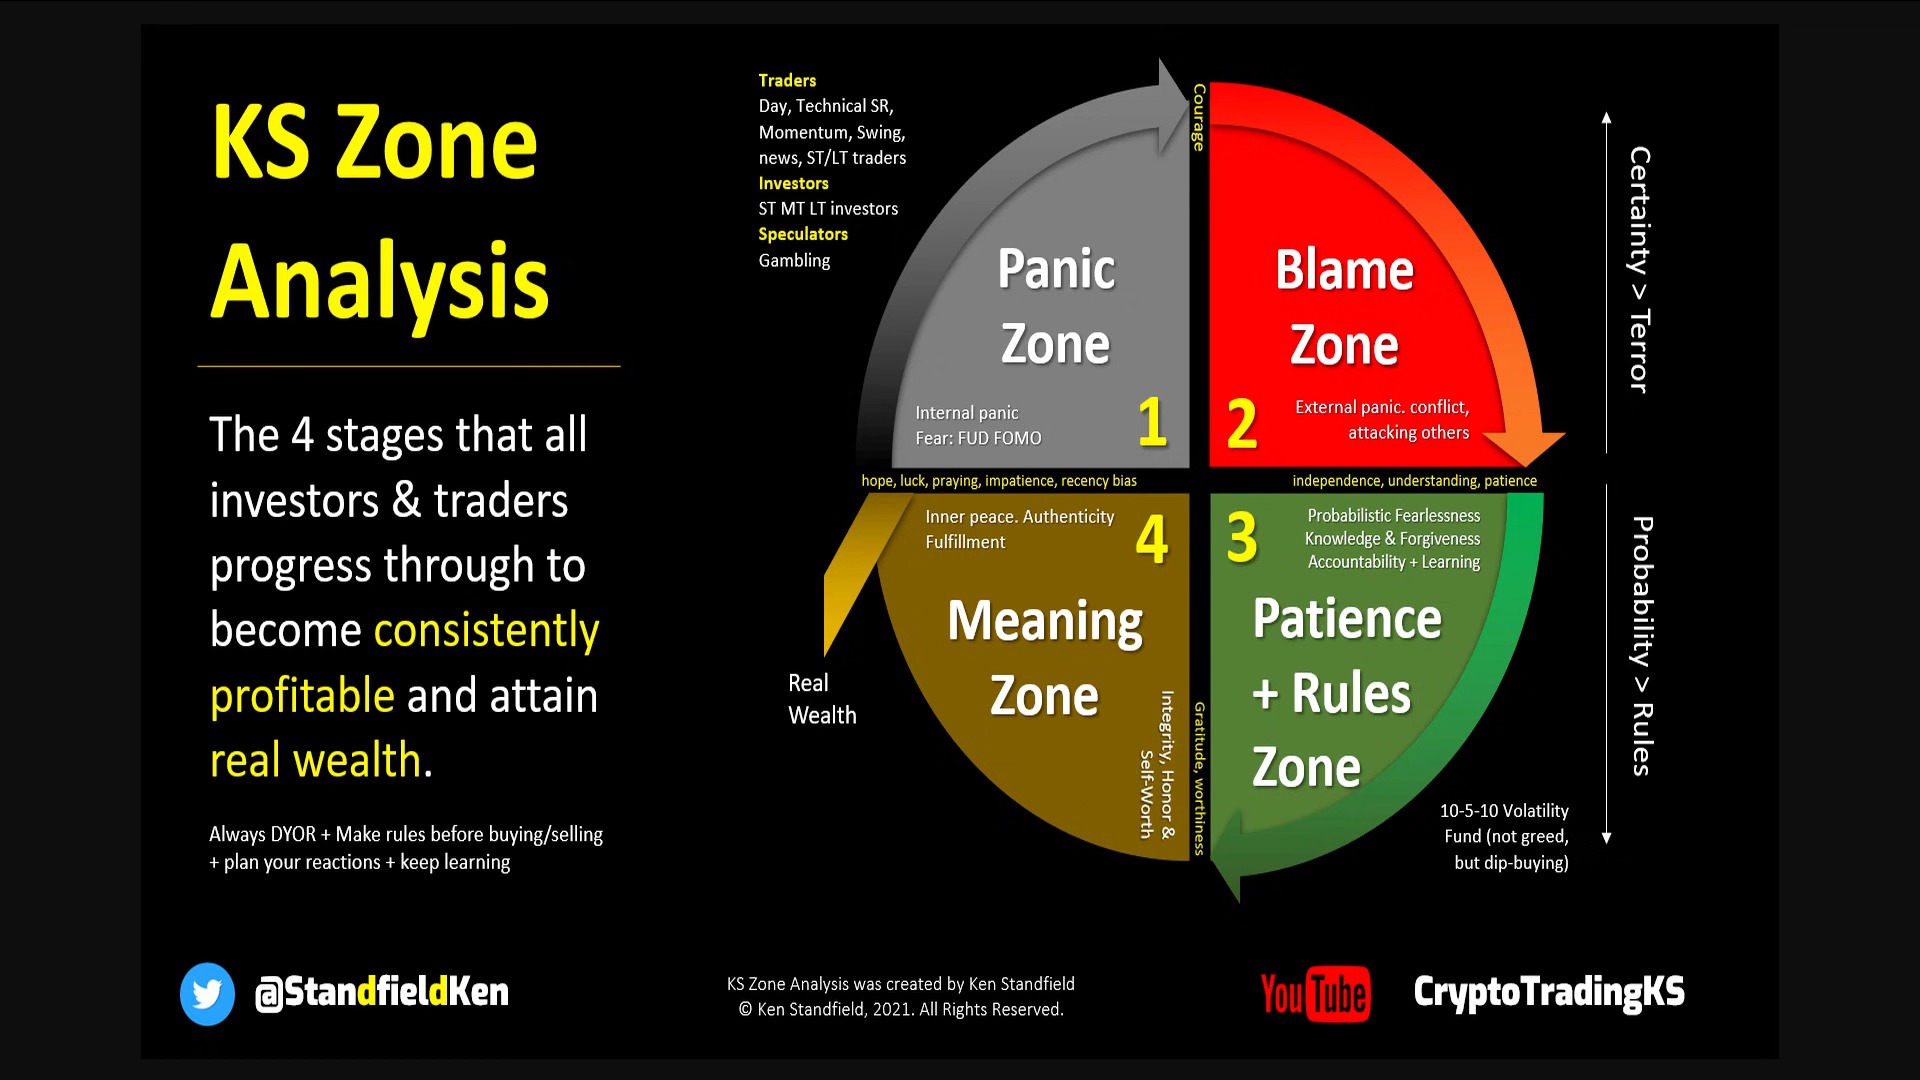 KS Zone
Analysis
The 4 stages that all
investors & traders
progress through to
become consistently
profitable and attain
real wealth.
Always DYOR + Make rules before buying/selling
+ plan your reactions + keep learning
Traders
Day, Technical SR,
Momentum, Swing,
news, ST/LT traders
Investors
ST MT LT investors
Speculators
Gambling
Panic
Zone
Internal panic
Fear: FUD FOMO
1
Courage
Blame
Zone
2
External panic. conflict,
attacking others
hope, luck, praying, impatience, recency bias
independence, understanding, patience
Inner peace. Authenticity
Fulfillment
4
Meaning
Zone
Integrity, Honor &
Self-Worth
Gratitude, worthiness
3
Probabilistic Fearlessness
Knowledge & Forgiveness
Accountability + Learning
Patience
+ Rules
Zone
Real
Wealth
10-5-10 Volatility
Fund (not greed,
but dip-buying)
Certainty > Terror
Probability > Rules
@StandfieldKen
KS Zone Analysis was created by Ken Standfield
© Ken Standfield, 2021. All Rights Reserved.
YouTube
CryptoTradingKS